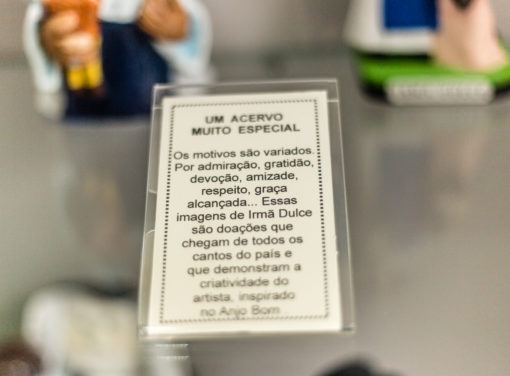 UM ACERVO
MUITO ESPECIAL
Os motivos são variados.
Por admiração, gratidão,
devoção, amizade,
respeito, graça
alcançada... Essas
imagens de Irmã Dulce
são doações que
chegam de todos os
cantos do país e
que demonstram a
criatividade do
artista, inspirado
no Anjo Bom